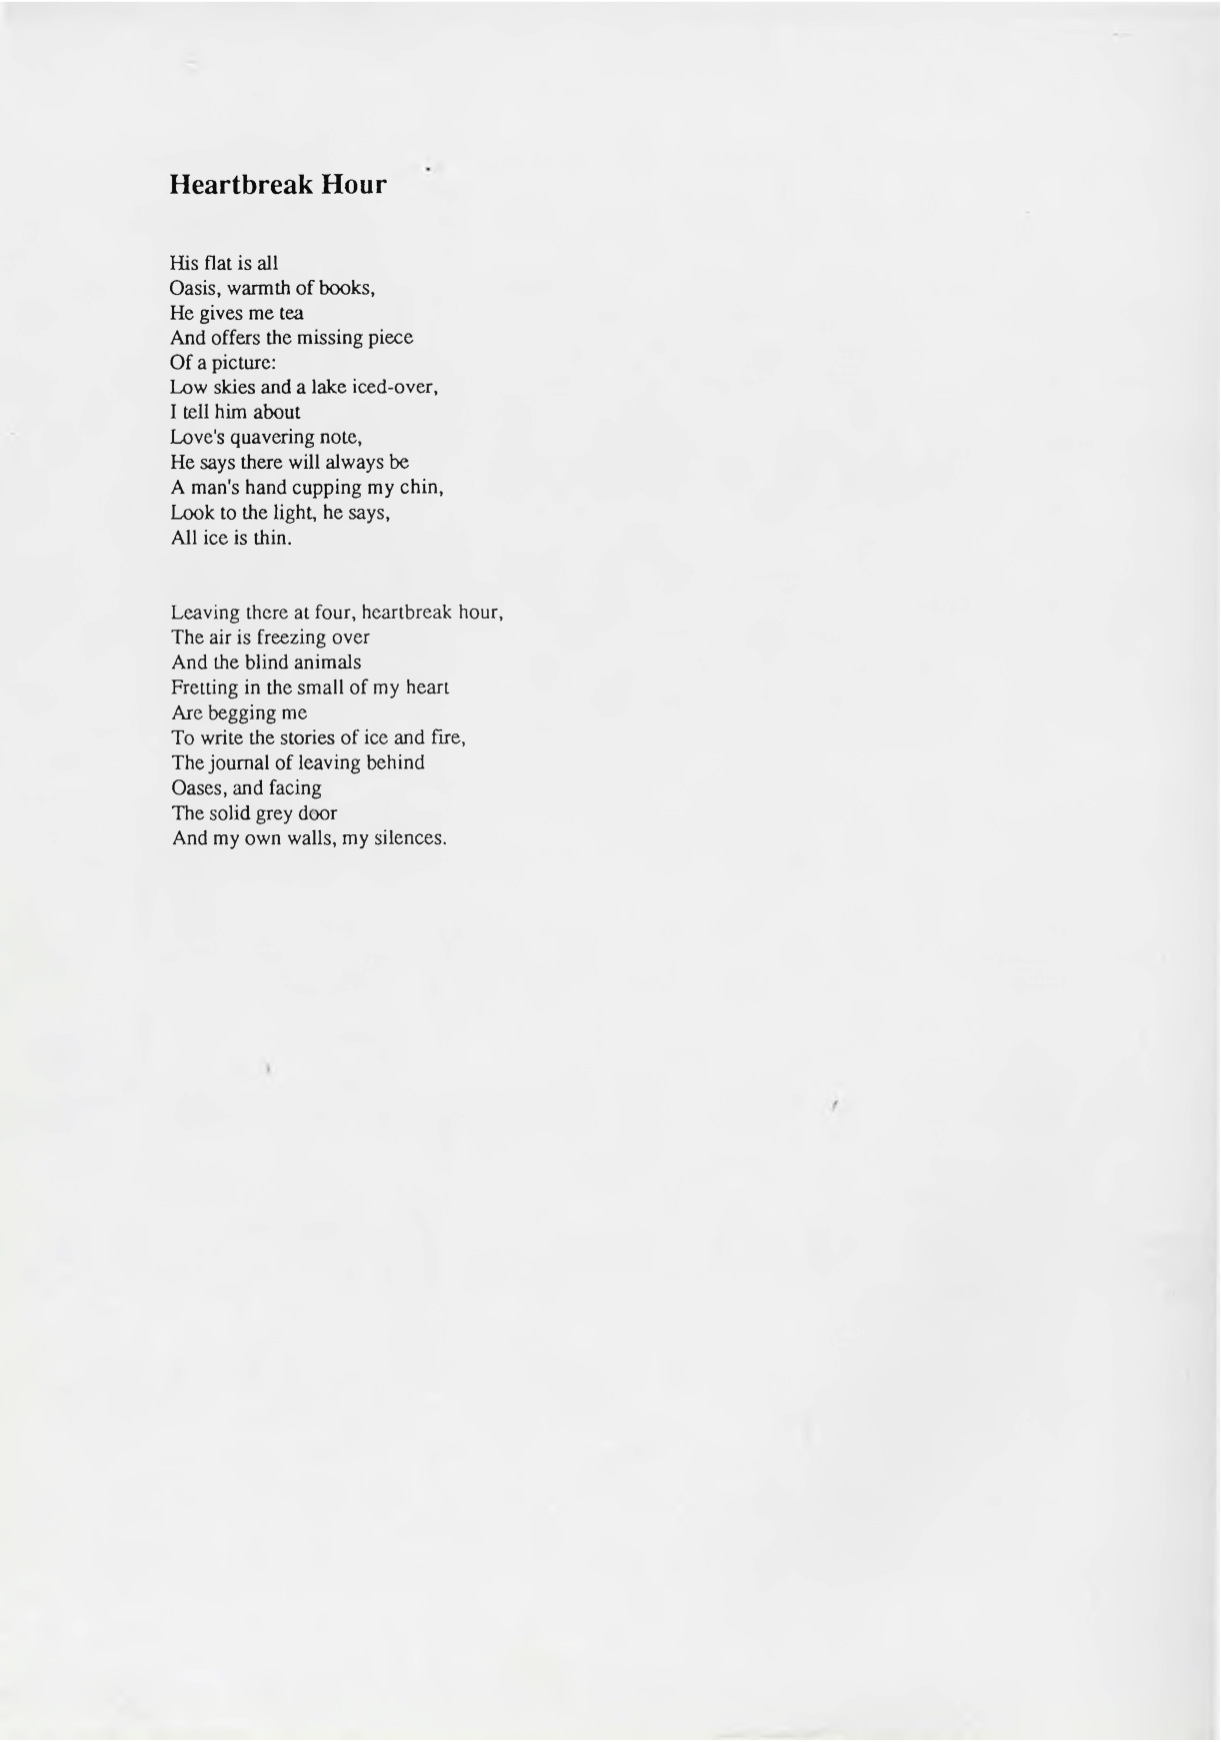 Heartbreak Hour
His flat is all
Oasis, warmth of books,
He gives me tea
And offers the missing piece
Of a picture:
Low skies and a lake iced-over,
I tell him about
Love's quavering note,
He says there will always be
A man's hand cupping my chin,
Look to the light, he says,
All ice is thin.
Leaving there at four, heartbreak hour,
The air is freezing over
And the blind animals
Fretting in the small of my heart
Are begging me
To write the stories of ice and fire,
The journal of leaving behind
Oases, and facing
The solid grey door
And my own walls, my silences.